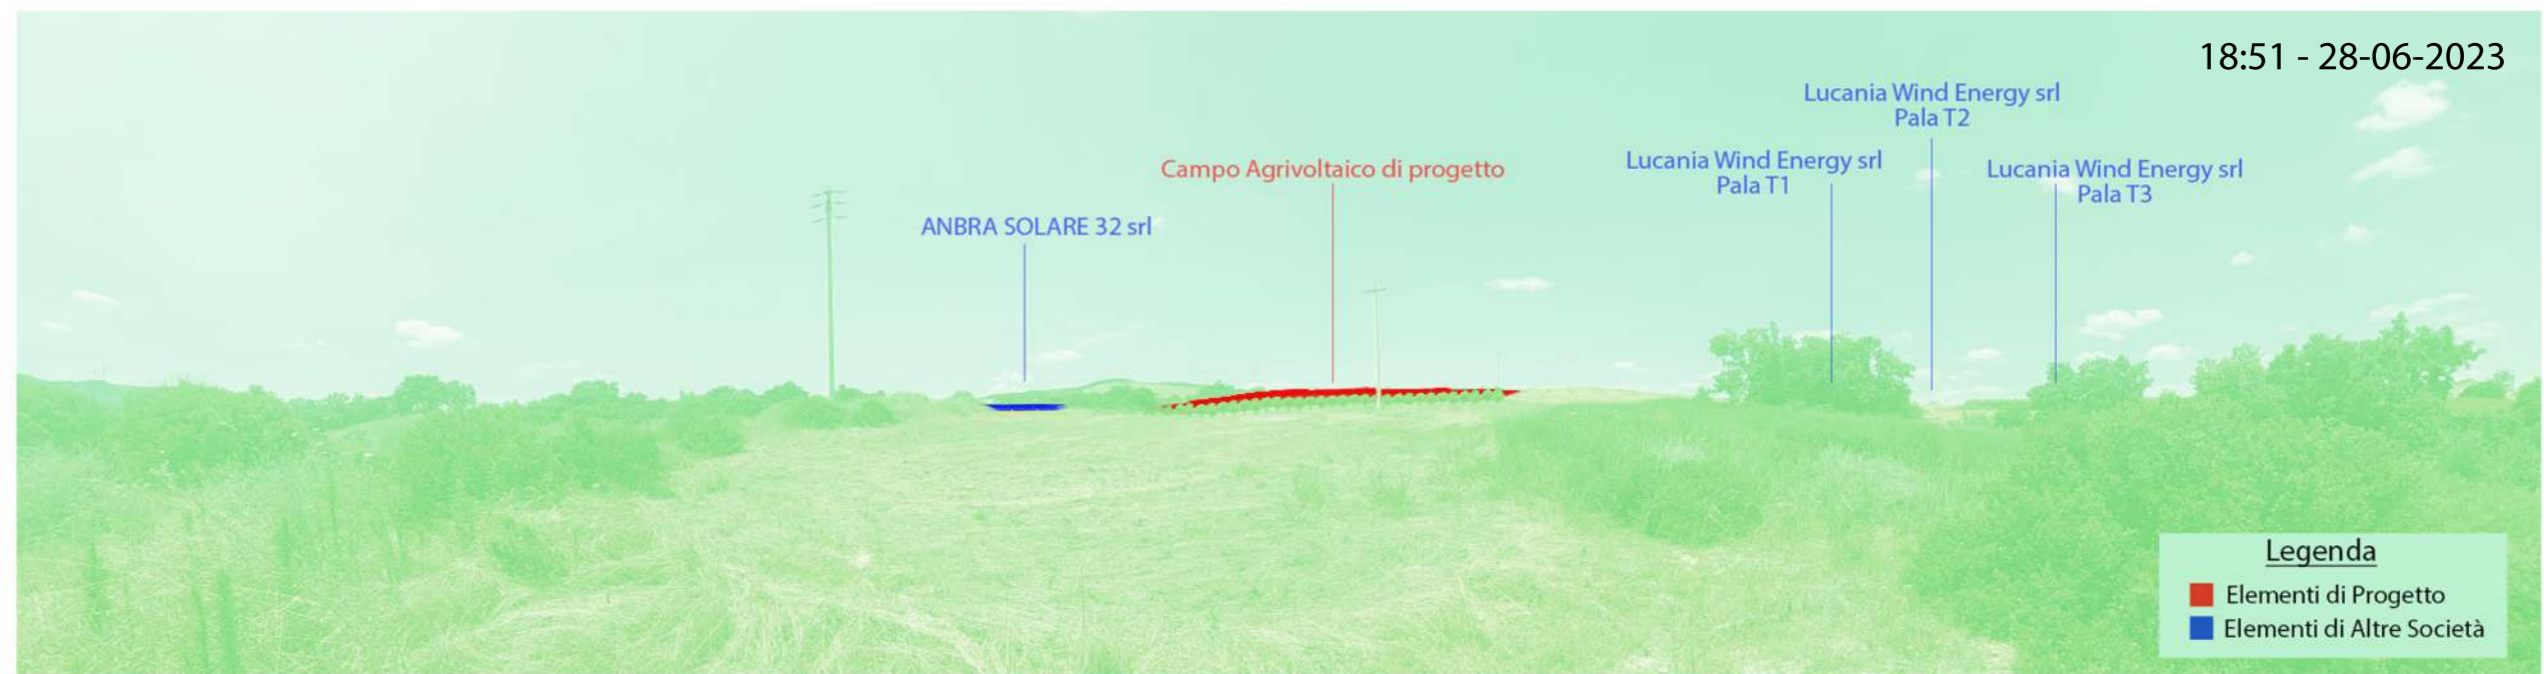 18:51 - 28-06-2023
Lucania Wind Energy srl
Pala T2
Lucania Wind Energy srl
Pala T1
Campo Agrivoltaico di progetto
Lucania Wind Energy srl
Pala T3
ANBRA SOLARE 32 srl
Legenda
Elementi di Progetto
Elementi di Altre Società